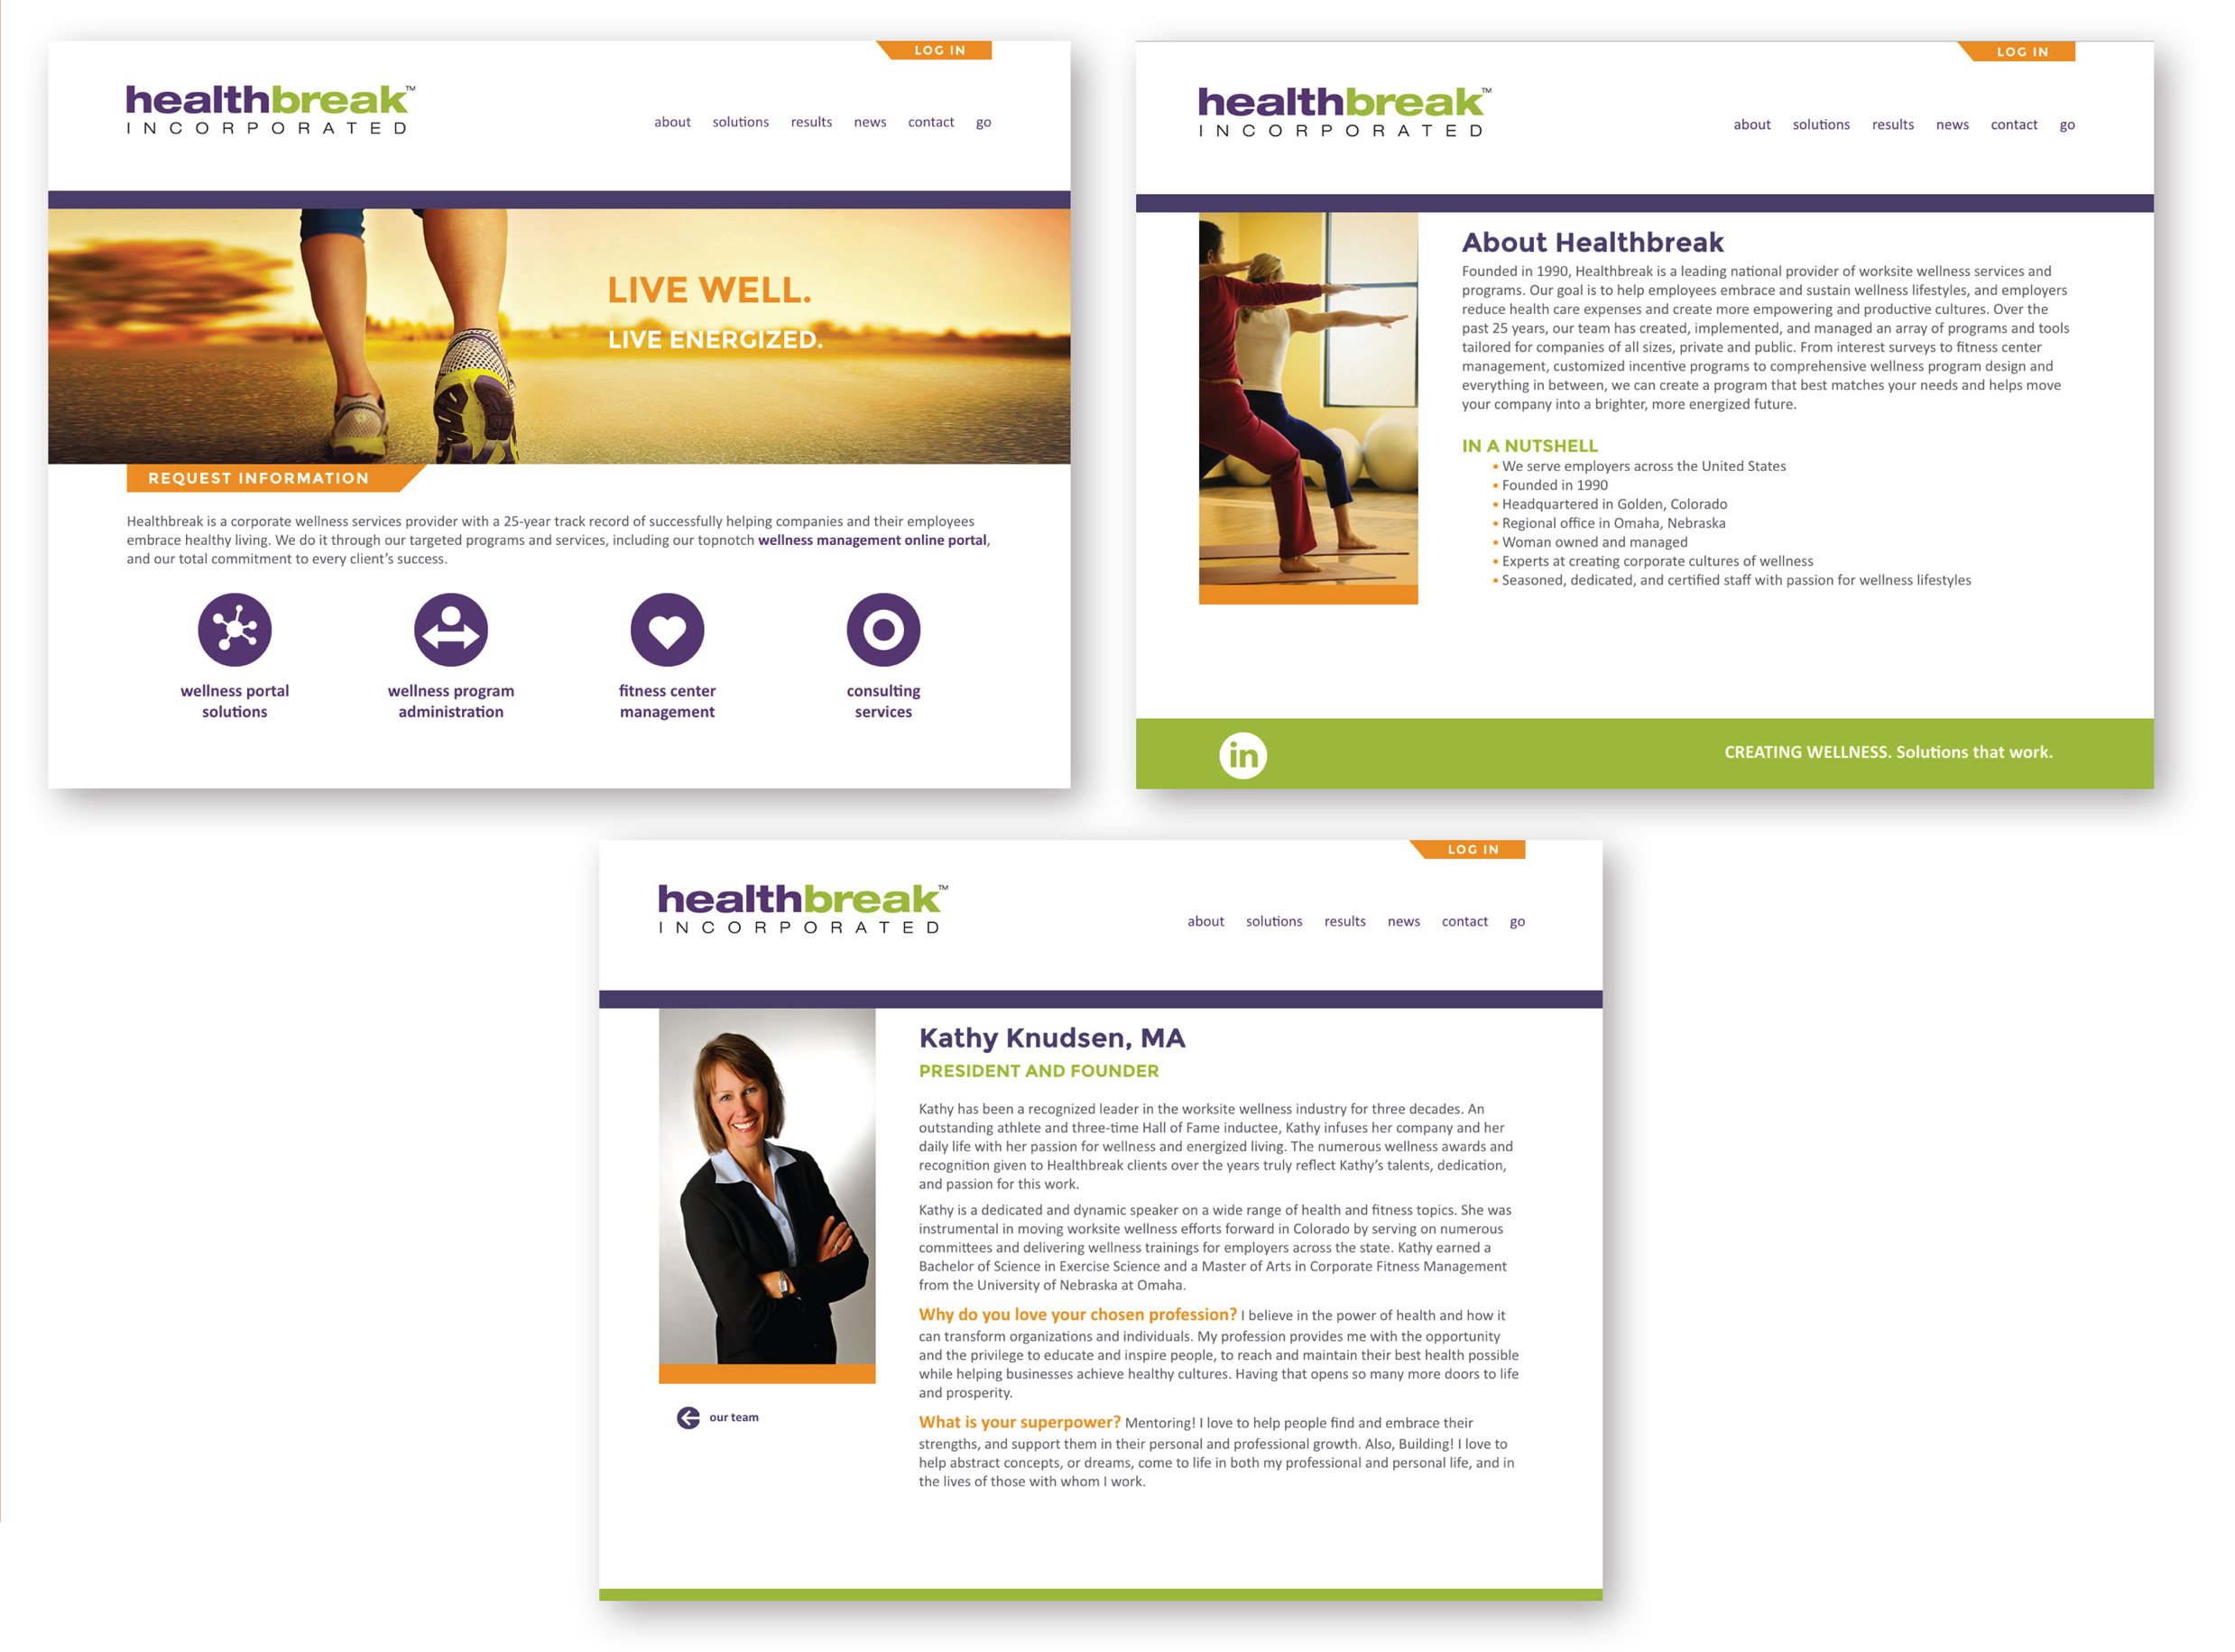 LOG IN
healthbreak™
INCORPORATED
about solutions results news contact go
LIVE WELL.
LIVE ENERGIZED.
REQUEST INFORMATION
Healthbreak is a corporate wellness services provider with a 25-year track record of successfully helping companies and their employees
embrace healthy living. We do it through our targeted programs and services, including our topnotch wellness management online portal,
and our total commitment to every client's success.
wellness portal
solutions
wellness program
administration
fitness center
management
consulting
services
LOG IN
healthbreak™
INCORPORATED
about solutions results news contact go
About Healthbreak
Founded in 1990, Healthbreak is a leading national provider of worksite wellness services and
programs. Our goal is to help employees embrace and sustain wellness lifestyles, and employers
reduce health care expenses and create more empowering and productive cultures. Over the
past 25 years, our team has created, implemented, and managed an array of programs and tools
tailored for companies of all sizes, private and public. From interest surveys to fitness center
management, customized incentive programs to comprehensive wellness program design and
everything in between, we can create a program that best matches your needs and helps move
your company into a brighter, more energized future.
IN A NUTSHELL
• We serve employers across the United States
• Founded in 1990
• Headquartered in Golden, Colorado
• Regional office in Omaha, Nebraska
• Woman owned and managed
• Experts at creating corporate cultures of wellness
• Seasoned, dedicated, and certified staff with passion for wellness lifestyles
in
CREATING WELLNESS. Solutions that work.
LOG IN
healthbreak™
INCORPORATED
about solutions results news contact go
Kathy Knudsen, MA
PRESIDENT AND FOUNDER
Kathy has been a recognized leader in the worksite wellness industry for three decades. An
outstanding athlete and three-time Hall of Fame inductee, Kathy infuses her company and her
daily life with her passion for wellness and energized living. The numerous wellness awards and
recognition given to Healthbreak clients over the years truly reflect Kathy's talents, dedication,
and passion for this work.
Kathy is a dedicated and dynamic speaker on a wide range of health and fitness topics. She was
instrumental in moving worksite wellness efforts forward in Colorado by serving on numerous
committees and delivering wellness trainings for employers across the state. Kathy earned a
Bachelor of Science in Exercise Science and a Master of Arts in Corporate Fitness Management
from the University of Nebraska at Omaha.
Why do you love your chosen profession? I believe in the power of health and how it
can transform organizations and individuals. My profession provides me with the opportunity
and the privilege to educate and inspire people, to reach and maintain their best health possible
while helping businesses achieve healthy cultures. Having that opens so many more doors to life
and prosperity.
What is your superpower? Mentoring! I love to help people find and embrace their
strengths, and support them in their personal and professional growth. Also, Building! I love to
help abstract concepts, or dreams, come to life in both my professional and personal life, and in
the lives of those with whom I work.
our team